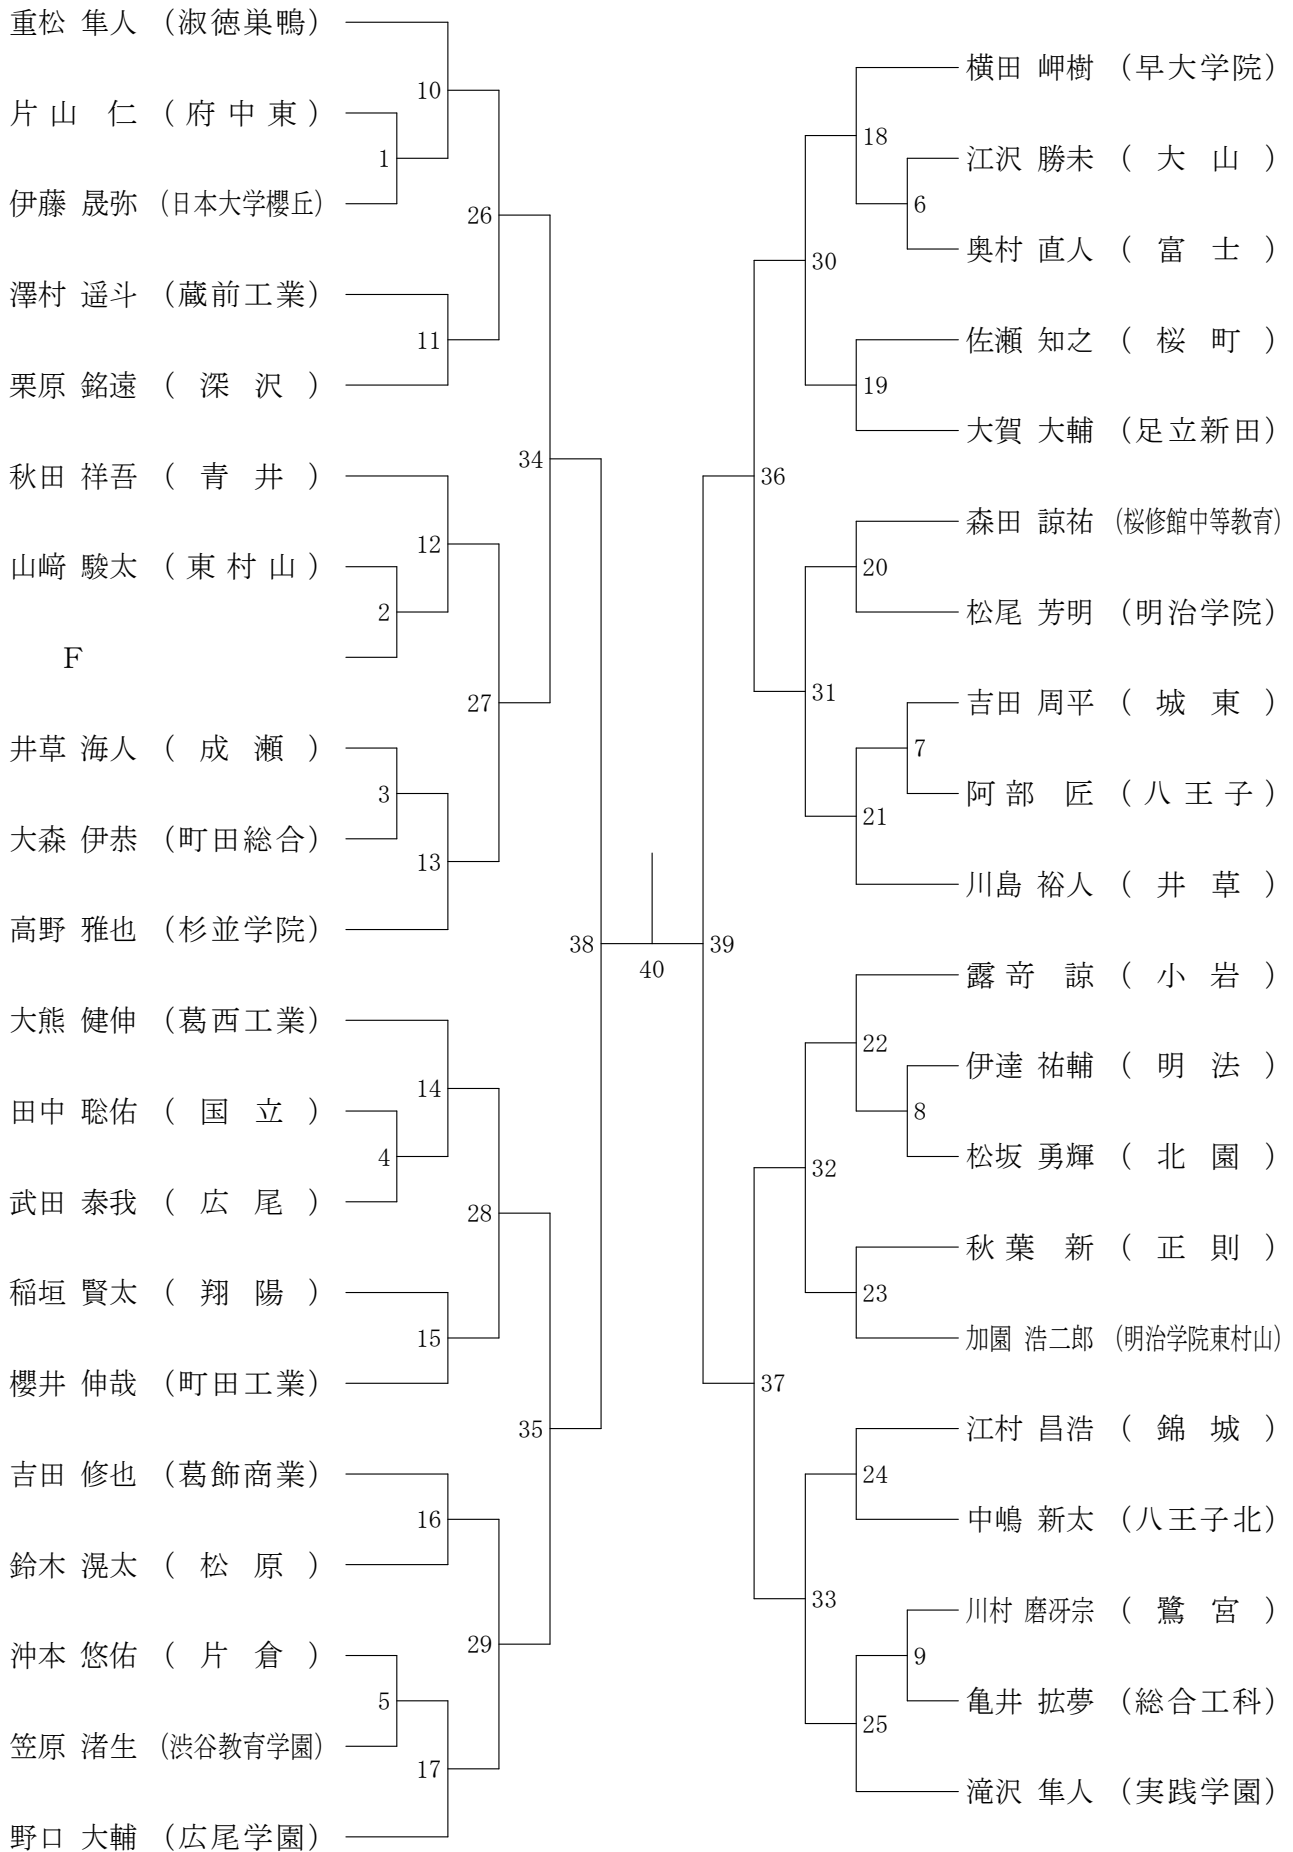 重松 隼人 (淑徳巣鴨)
片山 仁 (府中東)
伊藤 晟弥 (日本大学櫻丘)
澤村 遥斗 (蔵前工業)
栗原 銘遠 (深沢)
秋田 祥吾 (青井)
山﨑 駿太 (東村山)
F
井草 海人 (成瀬)
大森 伊恭 (町田総合)
高野 雅也 (杉並学院)
大熊 健伸 (葛西工業)
田中 聡佑 (国立)
武田 泰我 (広尾)
稲垣 賢太 (翔陽)
櫻井 伸哉 (町田工業)
吉田 修也 (葛飾商業)
鈴木 滉太 (松原)
沖本 悠佑 (片倉)
笠原 渚生 (渋谷教育学園)
野口 大輔 (広尾学園)
1
2
3
4
5
10
11
12
13
14
15
16
17
26
27
28
29
34
35
38
40
39
36
37
30
31
32
33
18
19
20
21
22
23
24
25
6
7
8
9
横田 岬樹 (早大学院)
江沢 勝未 (大山)
奥村 直人 (富士)
佐瀬 知之 (桜町)
大賀 大輔 (足立新田)
森田 諒祐 (桜修館中等教育)
松尾 芳明 (明治学院)
吉田 周平 (城東)
阿部 匠 (八王子)
川島 裕人 (井草)
露竒 諒 (小岩)
伊達 祐輔 (明法)
松坂 勇輝 (北園)
秋葉 新 (正則)
加園 浩二郎 (明治学院東村山)
江村 昌浩 (錦城)
中嶋 新太 (八王子北)
川村 磨冴宗 (鷺宮)
亀井 拡夢 (総合工科)
滝沢 隼人 (実践学園)